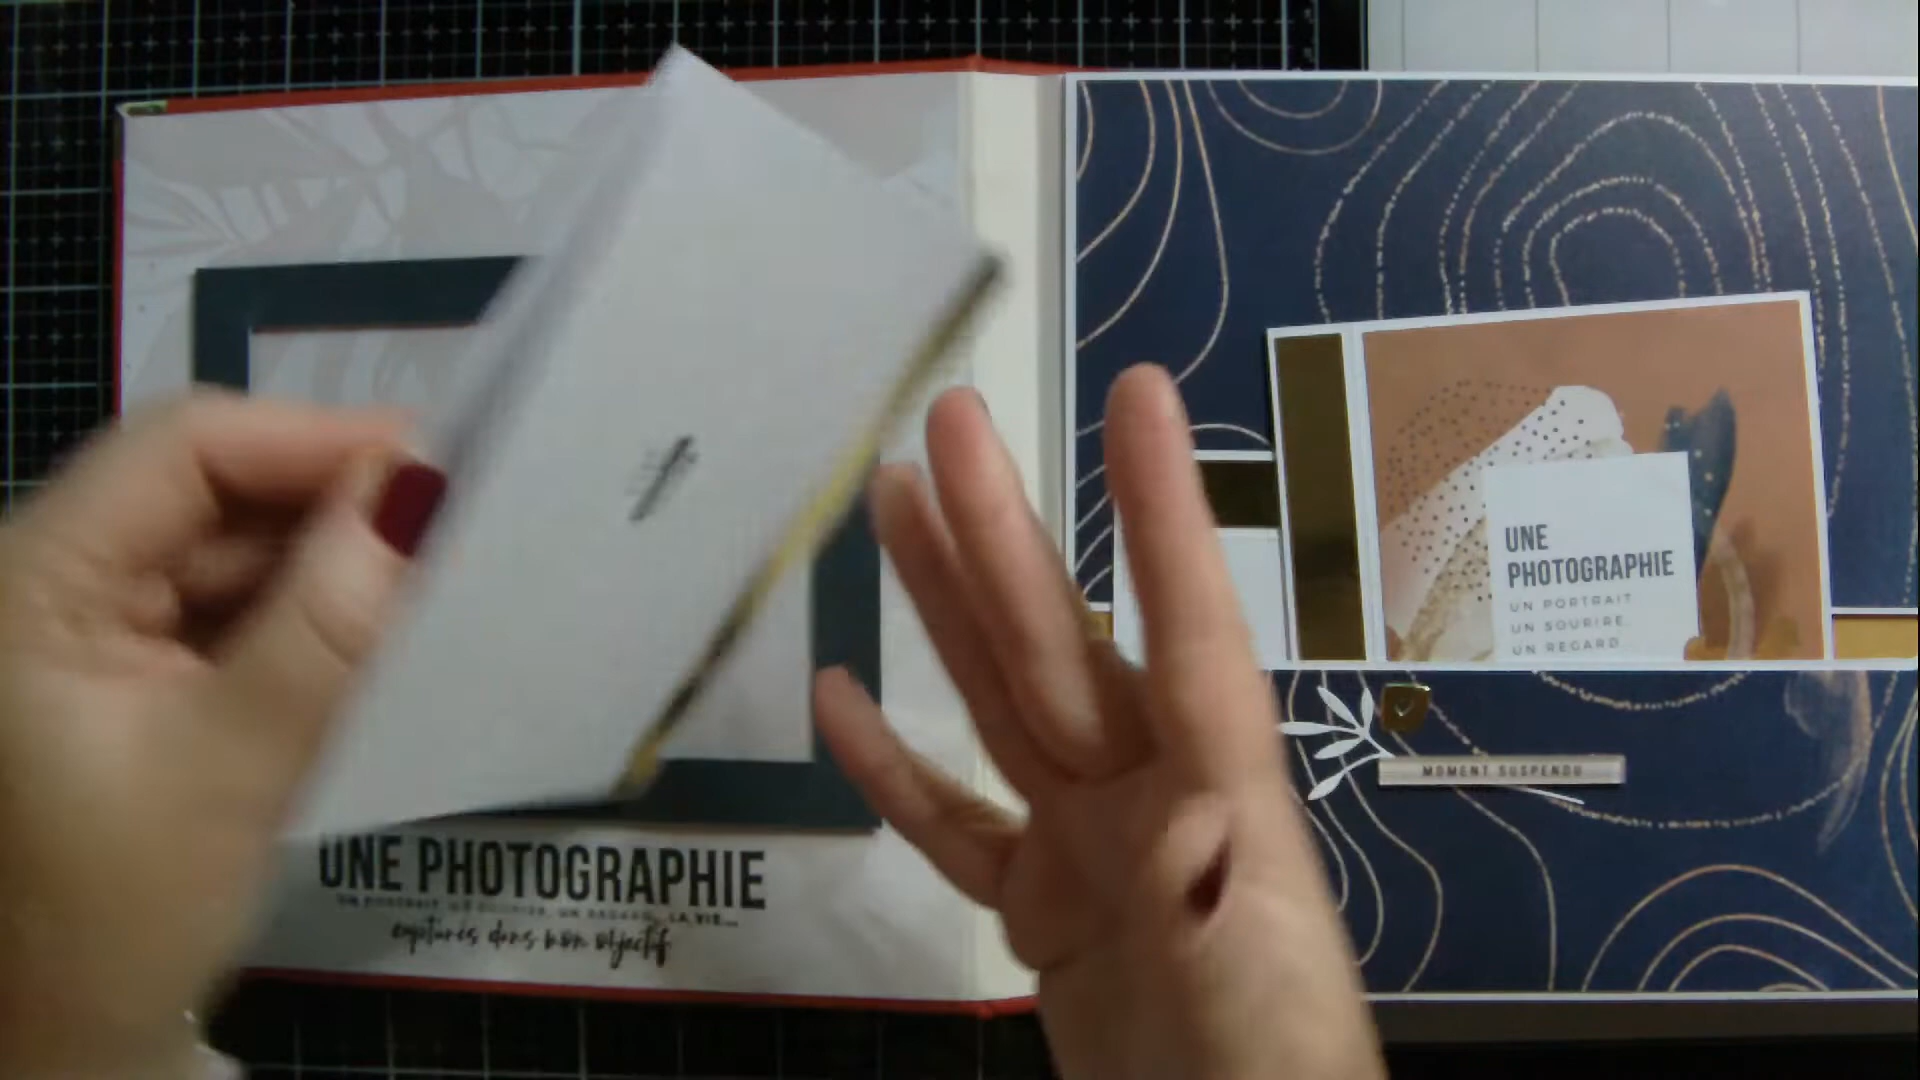 UNE PHOTOGRAPHIE
UN PORTRAIT, UN SOURIRE, UN REGARD, LA VIE...
capturés dans mon objectif
UNE
PHOTOGRAPHIE
UN PORTRAIT
UN SOURIRE,
UN REGARD
MOMENT SUSPENDU